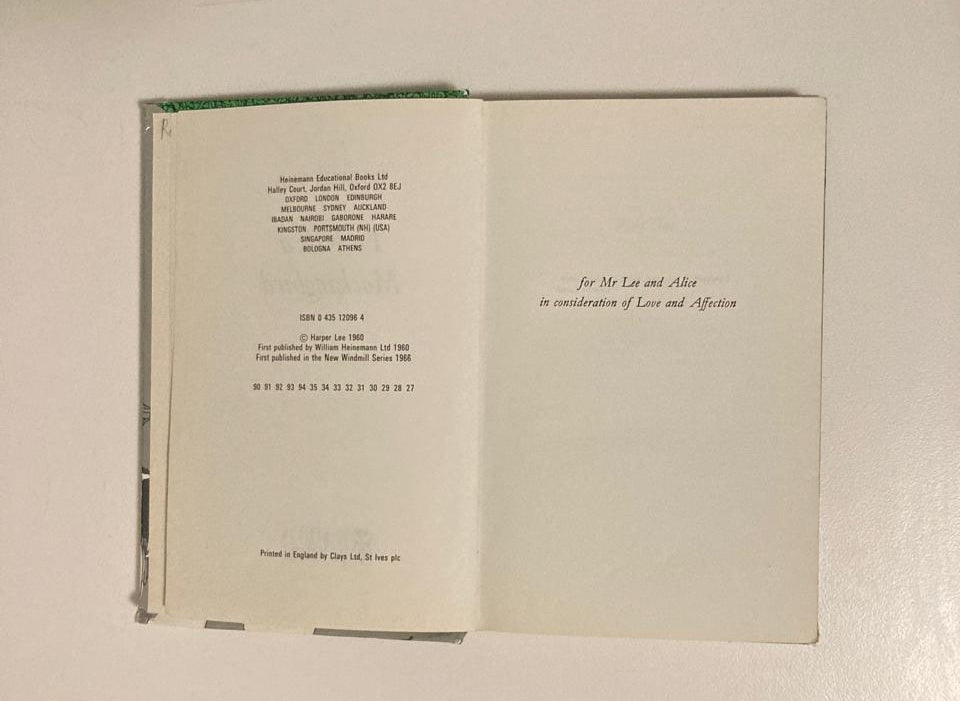 R
Heinemann Educational Books Ltd
Halley Court, Jordan Hill, Oxford OX2 8EJ
OXFORD LONDON EDINBURGH
MELBOURNE SYDNEY AUCKLAND
IBADAN NAIROBI GABORONE HARARE
KINGSTON PORTSMOUTH (NH) (USA)
SINGAPORE MADRID
BOLOGNA ATHENS
ISBN 0 435 12096 4
© Harper Lee 1960
First published by William Heinemann Ltd 1960
First published in the New Windmill Series 1966
90 91 92 93 94 35 34 33 32 31 30 29 28 27
Printed in England by Clays Ltd, St Ives plc
for Mr Lee and Alice
in consideration of Love and Affection